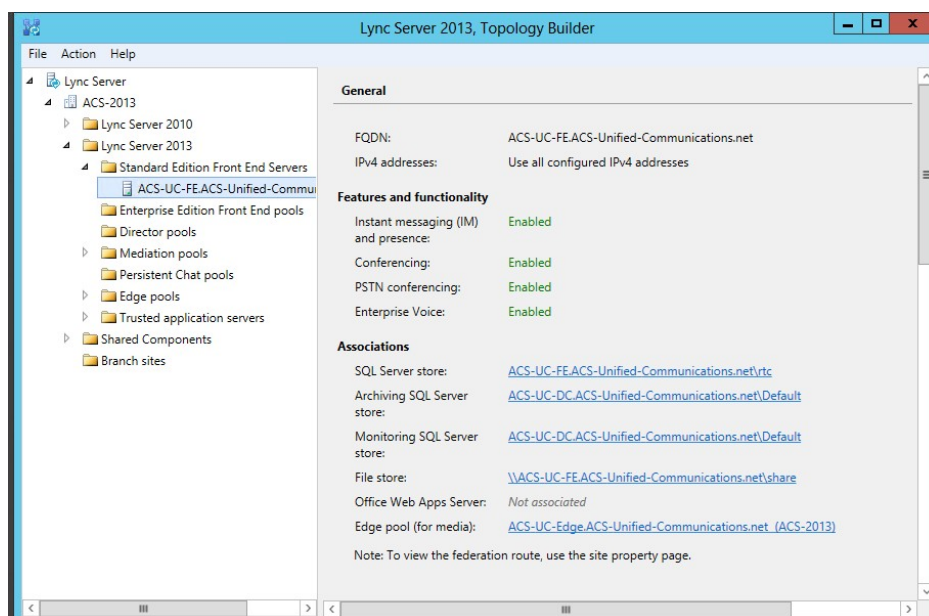 Lync Server 2013, Topology Builder
File Action Help
Lync Server
ACS-2013
Lync Server 2010
Lync Server 2013
Standard Edition Front End Servers
ACS-UC-FE.ACS-Unified-Commu
Enterprise Edition Front End pools
Director pools
Mediation pools
Persistent Chat pools
Edge pools
Trusted application servers
Shared Components
Branch sites
General
FQDN: ACS-UC-FE.ACS-Unified-Communications.net
IPv4 addresses: Use all configured IPv4 addresses
Features and functionality
Instant messaging (IM) Enabled
and presence:
Conferencing: Enabled
PSTN conferencing: Enabled
Enterprise Voice: Enabled
Associations
SQL Server store: ACS-UC-FE.ACS-Unified-Communications.net\rtc
Archiving SQL Server ACS-UC-DC.ACS-Unified-Communications.net\Default
store:
Monitoring SQL Server ACS-UC-DC.ACS-Unified-Communications.net\Default
store:
File store: \\ACS-UC-FE.ACS-Unified-Communications.net\share
Office Web Apps Server: Not associated
Edge pool (for media): ACS-UC-Edge.ACS-Unified-Communications.net (ACS-2013)
Note: To view the federation route, use the site property page.